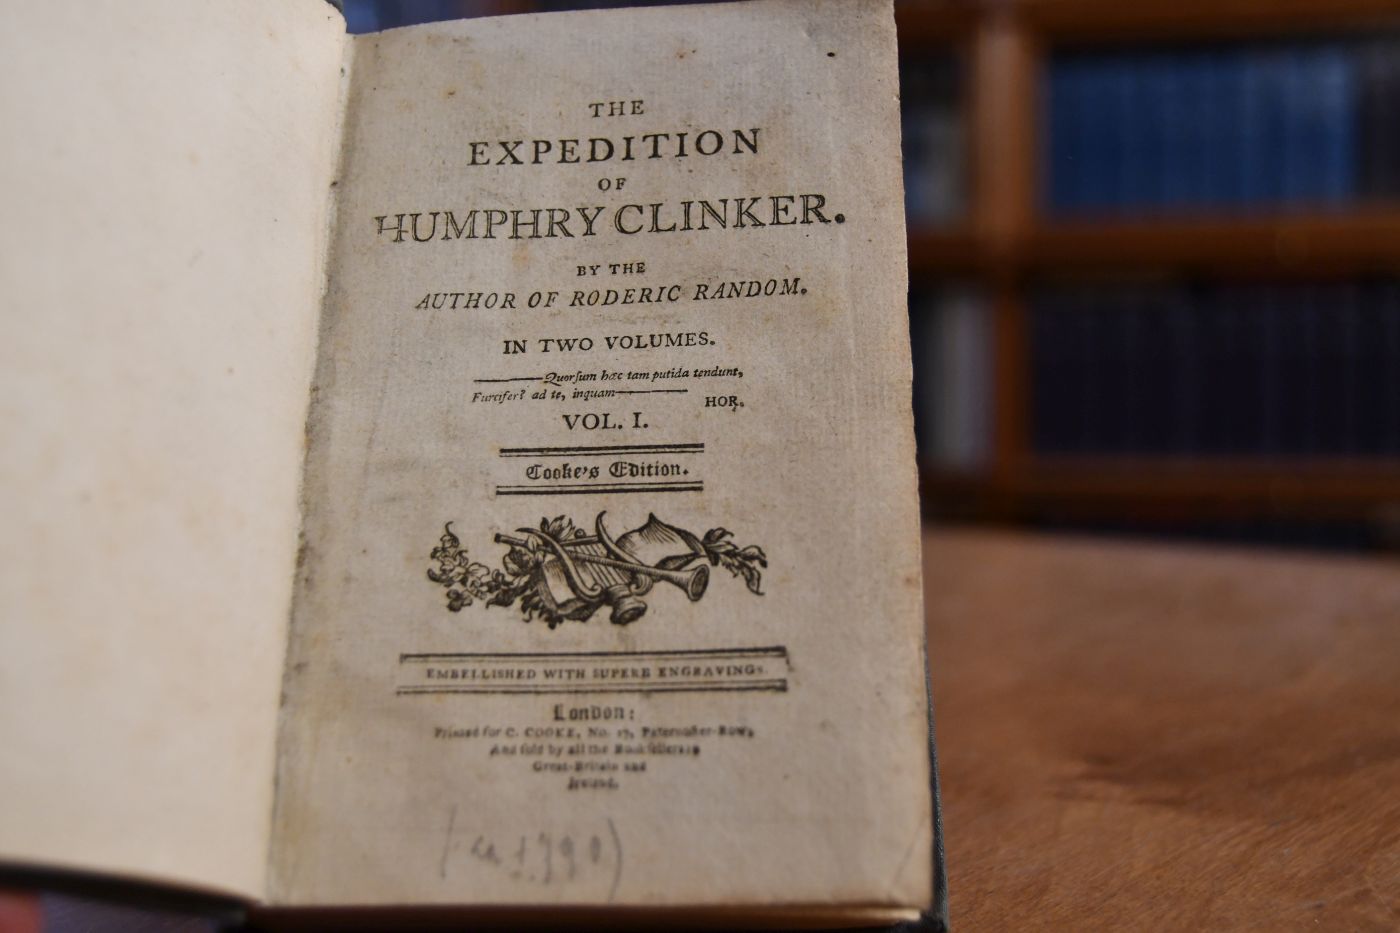 THE
EXPEDITION
OF
HUMPHRY CLINKER.
BY THE
AUTHOR OF RODERIC RANDOM.
IN TWO VOLUMES.
Quorſum hæc tam putida tendunt,
Furcifer? ad te, inquam
HOR.
VOL. I.
Cooke's Edition.
EMBELLISHED WITH SUPERB ENGRAVINGS.
London:
Printed for C. COOKE, No. 17, Paternoſter-Row,
And ſold by all the Bookſellers in
Great-Britain and
Ireland.
(ca 1790)